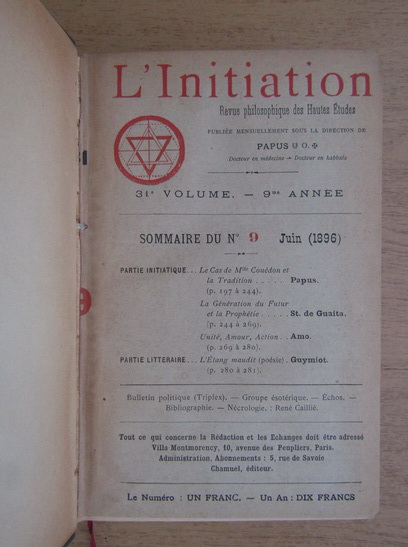 L'Initiation
Revue philosophique des Hautes Études
PUBLIÉE MENSUELLEMENT SOUS LA DIRECTION DE
PAPUS
Docteur en médecine — Docteur en kabbale
VOLUME. — 9me ANNÉE
SOMMAIRE DU N° 9 Juin (1896)
PARTIE INITIATIQUE... Le Cas de Mlle Couédon et
la Tradition . . . . . Papus.
(p. 197 à 244).
La Génération du Futur
et la Prophétie . . . . . St. de Guaita.
(p. 244 à 269).
Unité, Amour, Action. . Amo.
(p. 269 à 280).
PARTIE LITTÉRAIRE... L'Étang maudit (poésie). Guymiot.
(p. 280 à 281).
Bulletin politique (Triplex). — Groupe ésotérique. — Echos. —
Bibliographie. — Nécrologie. : René Caillié.
Tout ce qui concerne la Rédaction et les Echanges doit être adressé
Villa Montmorency, 10, avenue des Peupliers, Paris.
Administration, Abonnements : 5, rue de Savoie
Chamuel, éditeur.
Le Numéro : UN FRANC. — Un An : DIX FRANCS